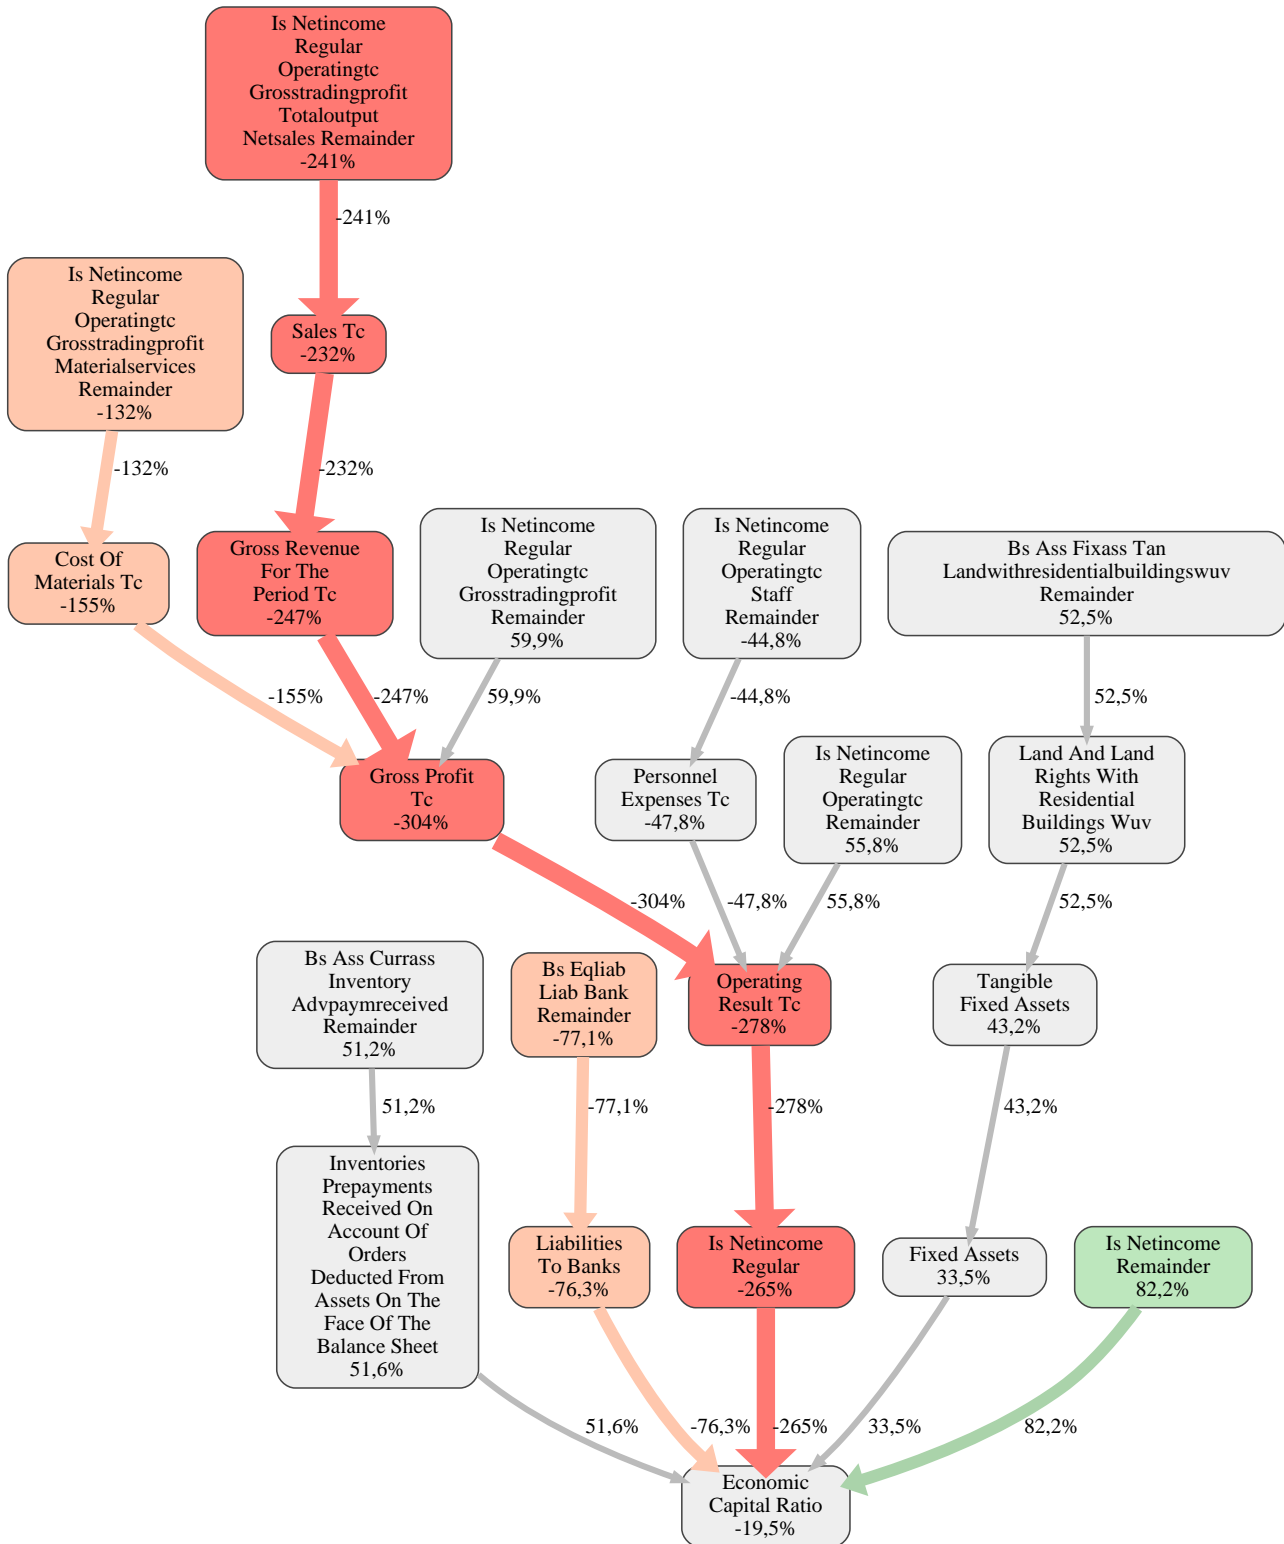 Is Netincome
Regular
Operatingtc
Grosstradingprofit
Totaloutput
Netsales Remainder
-241%
-241%
Is Netincome
Regular
Operatingtc
Grosstradingprofit
Materialservices
Remainder
-132%
Sales Tc
-232%
-132%
-232%
Cost Of
Materials Tc
-155%
Gross Revenue
For The
Period Tc
-247%
Is Netincome
Regular
Operatingtc
Grosstradingprofit
Remainder
59,9%
Is Netincome
Regular
Operatingtc
Staff
Remainder
-44,8%
Bs Ass Fixass Tan
Landwithresidentialbuildingswuv
Remainder
52,5%
-155%
-247%
59,9%
-44,8%
52,5%
Gross Profit
Tc
-304%
Personnel
Expenses Tc
-47,8%
Is Netincome
Regular
Operatingtc
Remainder
55,8%
Land And Land
Rights With
Residential
Buildings Wuv
52,5%
-304%
-47,8%
55,8%
52,5%
Bs Ass Currass
Inventory
Advpaymreceived
Remainder
51,2%
Bs Eqliab
Liab Bank
Remainder
-77,1%
Operating
Result Tc
-278%
Tangible
Fixed Assets
43,2%
51,2%
-77,1%
-278%
43,2%
Inventories
Prepayments
Received On
Account Of
Orders
Deducted From
Assets On The
Face Of The
Balance Sheet
51,6%
Liabilities
To Banks
-76,3%
Is Netincome
Regular
-265%
Fixed Assets
33,5%
Is Netincome
Remainder
82,2%
51,6%
-76,3%
-265%
33,5%
82,2%
Economic
Capital Ratio
-19,5%